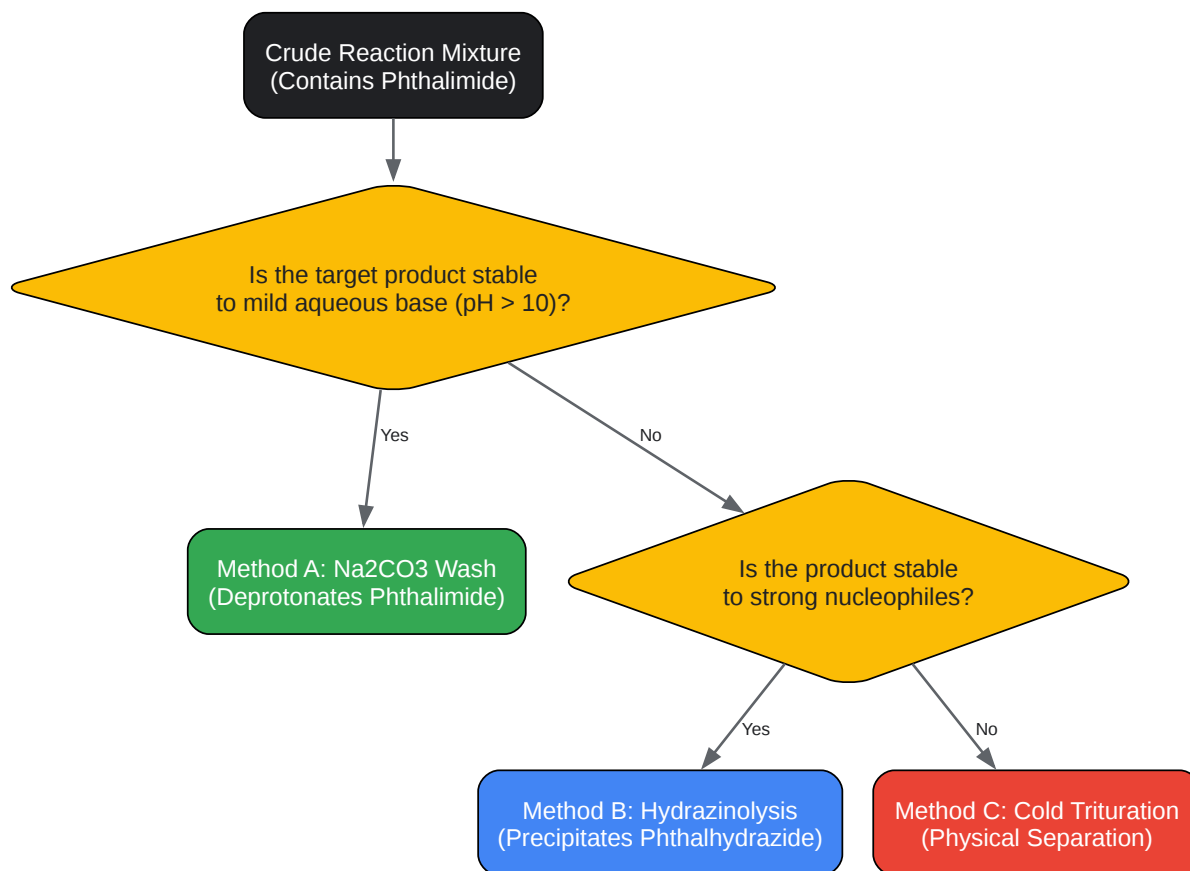 Crude Reaction Mixture
(Contains Phthalimide)
Is the target product stable
to mild aqueous base (pH > 10)?
Yes
No
Method A: Na2CO3 Wash
(Deprotonates Phthalimide)
Is the product stable
to strong nucleophiles?
Yes
No
Method B: Hydrazinolysis
(Precipitates Phthalhydrazide)
Method C: Cold Trituration
(Physical Separation)